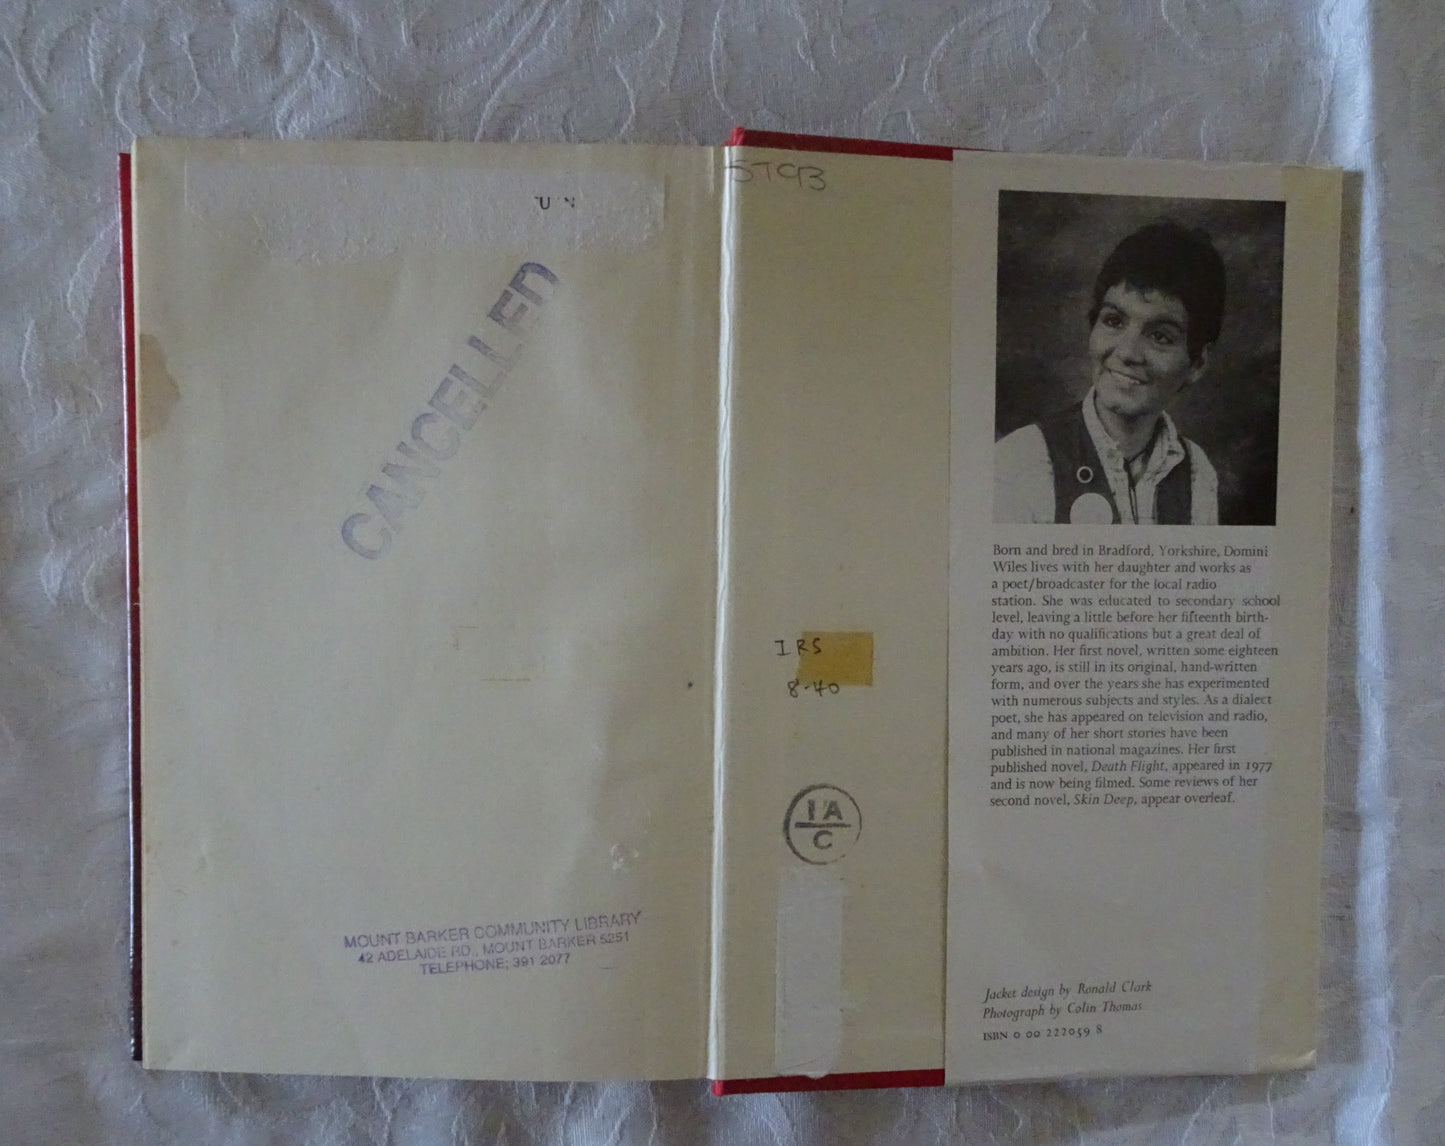 CANCELLED
MOUNT BARKER COMMUNITY LIBRARY
42 ADELAIDE RD., MOUNT BARKER 5251
TELEPHONE; 391 2077
IRS
8-40
IA
C
Born and bred in Bradford, Yorkshire, Domini
Wiles lives with her daughter and works as
a poet/broadcaster for the local radio
station. She was educated to secondary school
level, leaving a little before her fifteenth birth-
day with no qualifications but a great deal of
ambition. Her first novel, written some eighteen
years ago, is still in its original, hand-written
form, and over the years she has experimented
with numerous subjects and styles. As a dialect
poet, she has appeared on television and radio,
and many of her short stories have been
published in national magazines. Her first
published novel, Death Flight, appeared in 1977
and is now being filmed. Some reviews of her
second novel, Skin Deep, appear overleaf.
Jacket design by Ronald Clark
Photograph by Colin Thomas
ISBN 0 00 222059 8